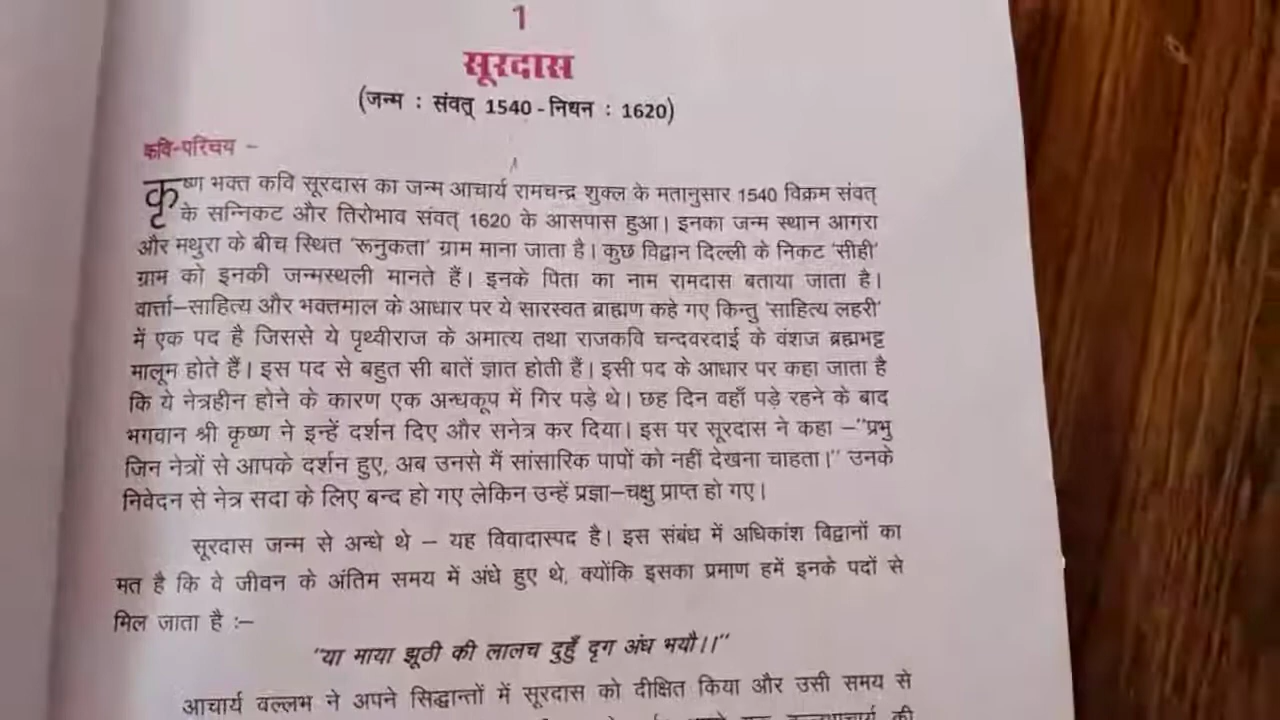 1
सूरदास
(जन्म : संवत् 1540 - निधन : 1620)
कवि-परिचय –
कृष्ण भक्त कवि सूरदास का जन्म आचार्य रामचन्द्र शुक्ल के मतानुसार 1540 विक्रम संवत्
के सन्निकट और तिरोभाव संवत् 1620 के आसपास हुआ। इनका जन्म स्थान आगरा
और मथुरा के बीच स्थित 'रूनुकता' ग्राम माना जाता है। कुछ विद्वान दिल्ली के निकट 'सीही'
ग्राम को इनकी जन्मस्थली मानते हैं। इनके पिता का नाम रामदास बताया जाता है।
वार्त्ता–साहित्य और भक्तमाल के आधार पर ये सारस्वत ब्राह्मण कहे गए किन्तु 'साहित्य लहरी'
में एक पद है जिससे ये पृथ्वीराज के अमात्य तथा राजकवि चन्दवरदाई के वंशज ब्रह्मभट्ट
मालूम होते हैं। इस पद से बहुत सी बातें ज्ञात होती हैं। इसी पद के आधार पर कहा जाता है
कि ये नेत्रहीन होने के कारण एक अन्धकूप में गिर पड़े थे। छह दिन वहाँ पड़े रहने के बाद
भगवान श्री कृष्ण ने इन्हें दर्शन दिए और सनेत्र कर दिया। इस पर सूरदास ने कहा –"प्रभु
जिन नेत्रों से आपके दर्शन हुए, अब उनसे मैं सांसारिक पापों को नहीं देखना चाहता।" उनके
निवेदन से नेत्र सदा के लिए बन्द हो गए लेकिन उन्हें प्रज्ञा–चक्षु प्राप्त हो गए।
सूरदास जन्म से अन्धे थे – यह विवादास्पद है। इस संबंध में अधिकांश विद्वानों का
मत है कि वे जीवन के अंतिम समय में अंधे हुए थे, क्योंकि इसका प्रमाण हमें इनके पदों से
मिल जाता है :–
"या माया झूठी की लालच दुहुँ दृग अंध भयौ।।"
आचार्य वल्लभ ने अपने सिद्धान्तों में सूरदास को दीक्षित किया और उसी समय से